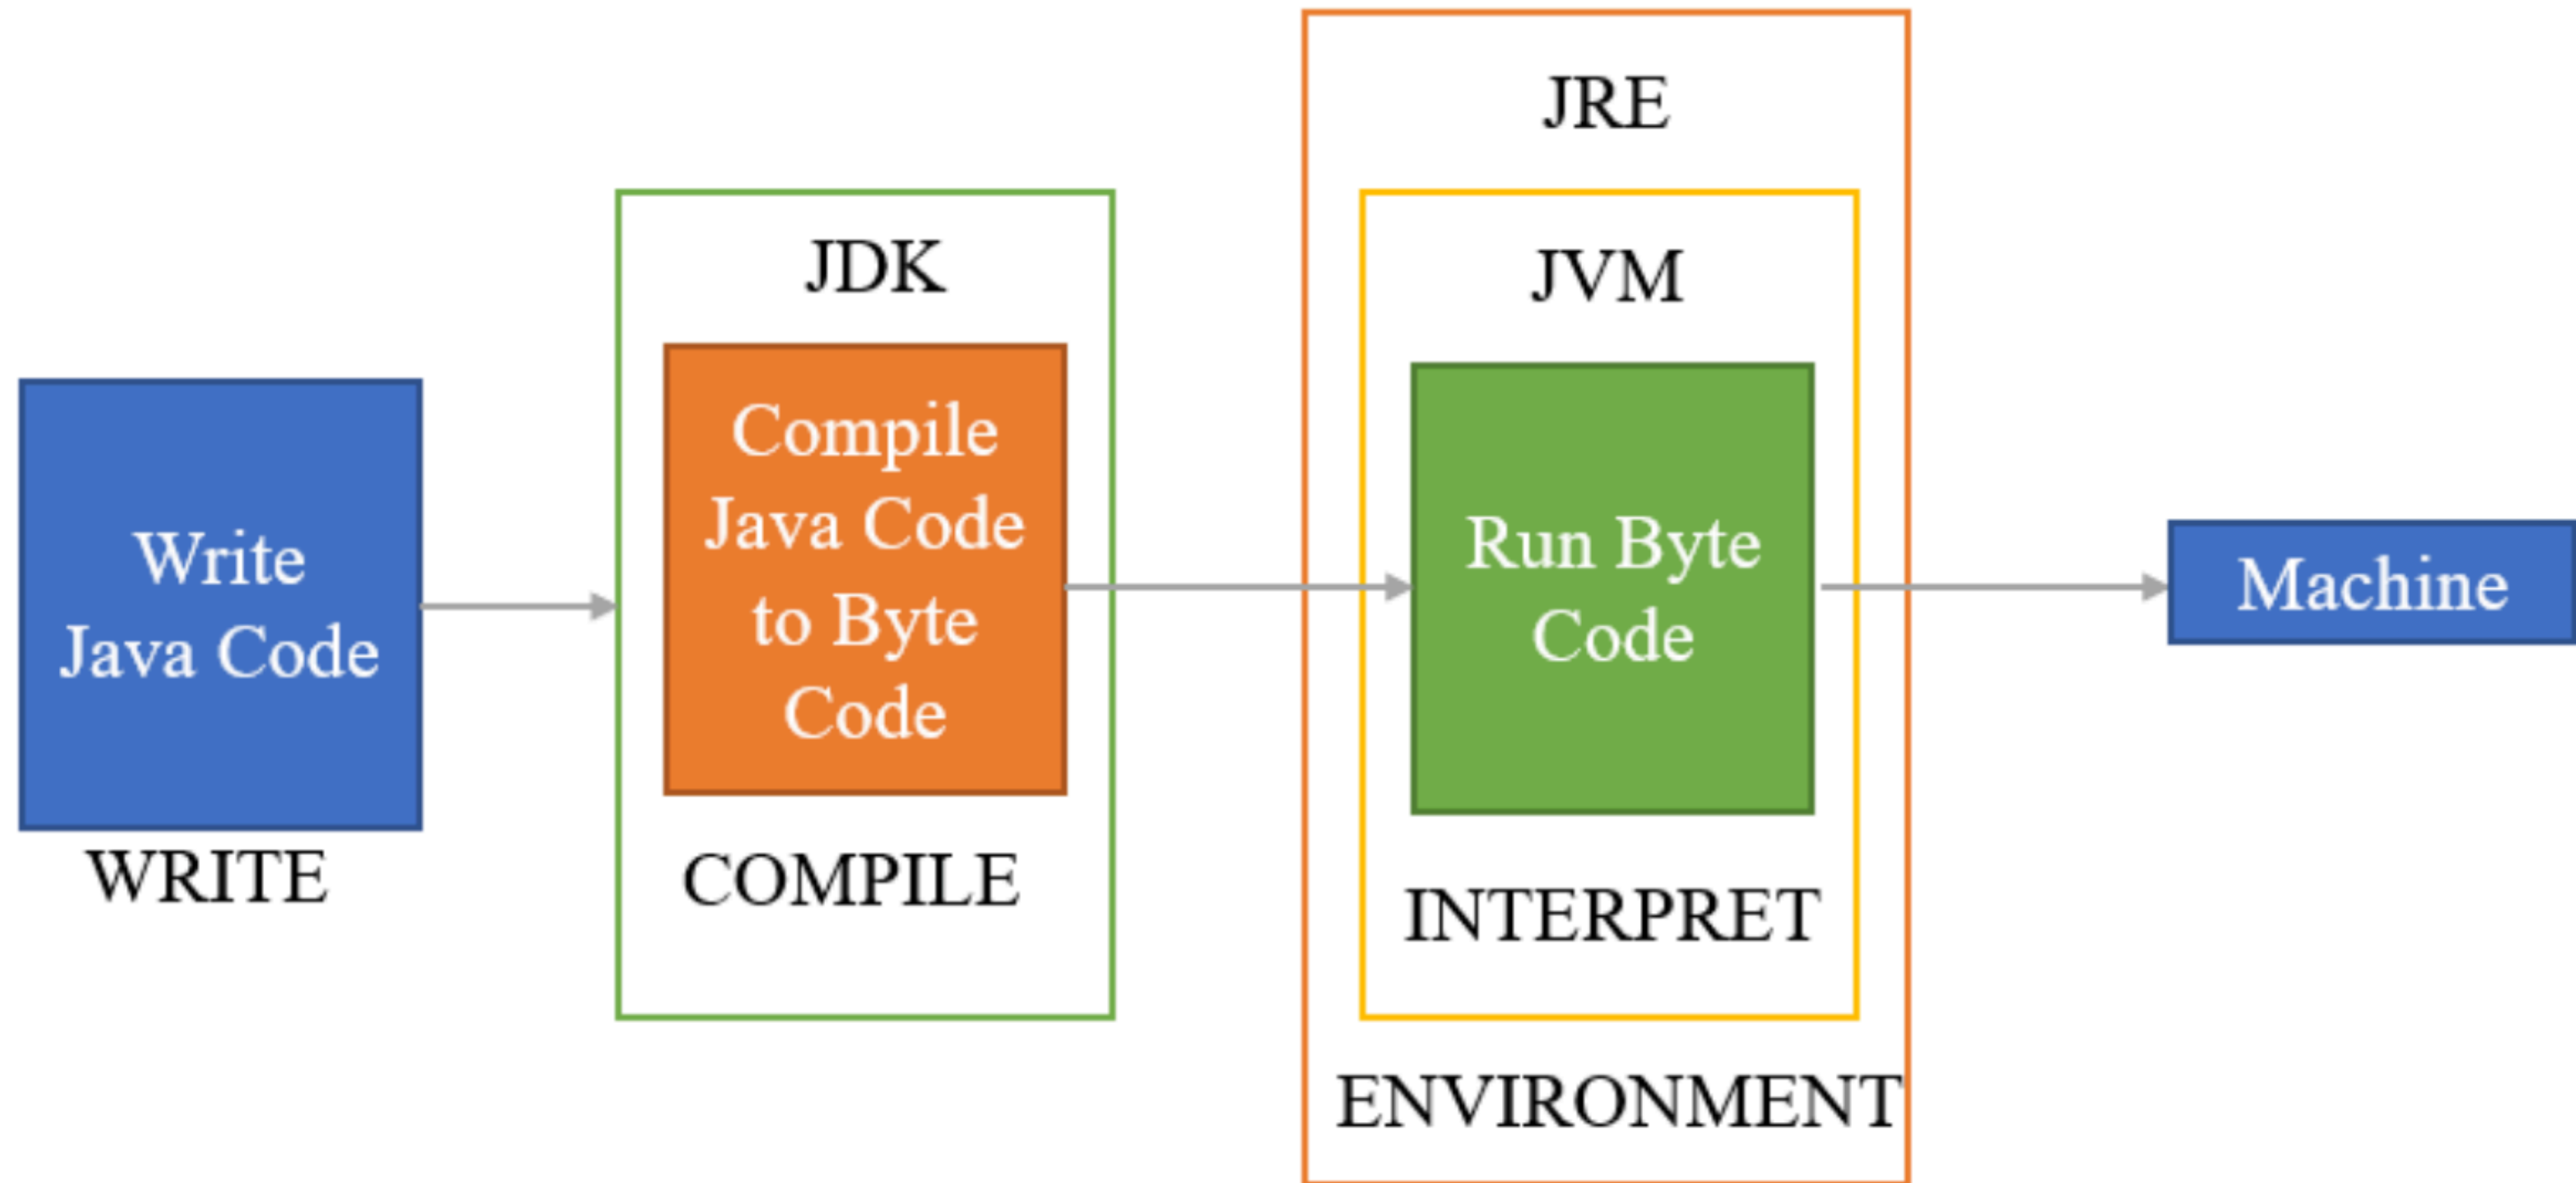 Write
Java Code
WRITE
JDK
Compile
Java Code
to Byte
Code
COMPILE
JRE
JVM
Run Byte
Code
INTERPRET
ENVIRONMENT
Machine